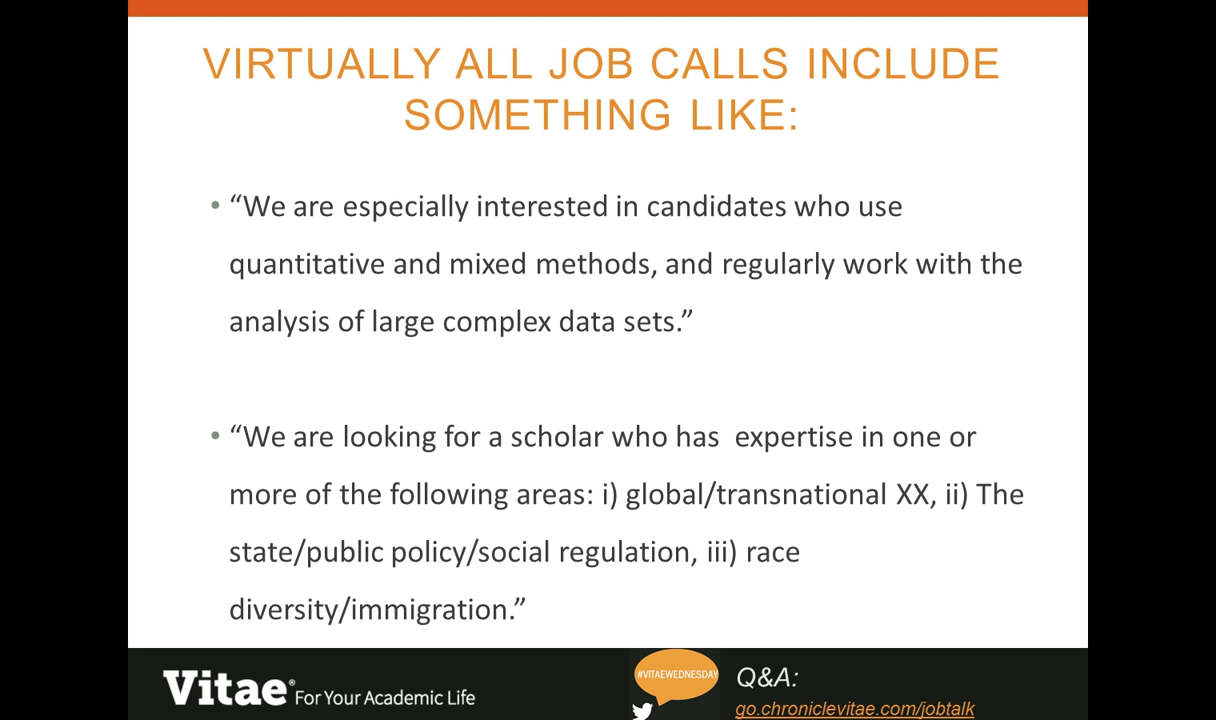 VIRTUALLY ALL JOB CALLS INCLUDE
SOMETHING LIKE:
• “We are especially interested in candidates who use
quantitative and mixed methods, and regularly work with the
analysis of large complex data sets.”
• “We are looking for a scholar who has  expertise in one or
more of the following areas: i) global/transnational XX, ii) The
state/public policy/social regulation, iii) race
diversity/immigration.”
Vitae® For Your Academic Life
#VITAEWEDNESDAY
Q&A:
go.chroniclevitae.com/jobtalk